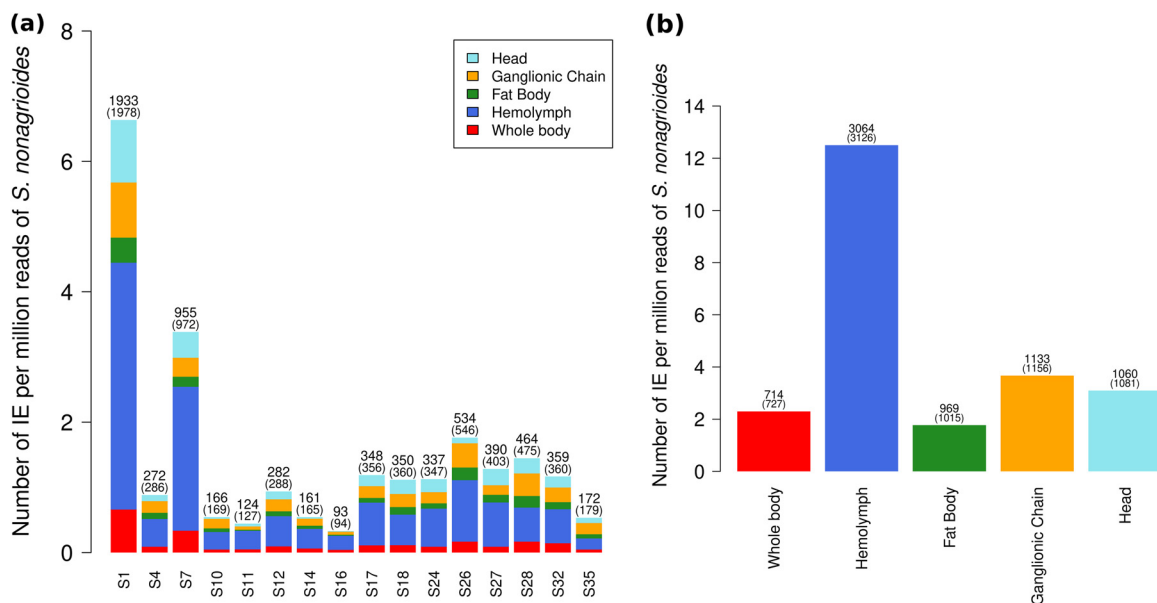 (a)
Number of IE per million reads of S. nonagrioides
8
6
4
2
0
Head
Ganglionic Chain
Fat Body
Hemolymph
Whole body
1933
(1978)
272
(286)
955
(972)
166
(169)
124
(127)
282
(288)
161
(165)
93
(94)
348
(356)
350
(360)
337
(347)
534
(546)
390
(403)
464
(475)
359
(360)
172
(179)
S1
S4
S7
S10
S11
S12
S14
S16
S17
S18
S24
S26
S27
S28
S32
S35
(b)
Number of IE per million reads of S. nonagrioides
14
12
10
8
6
4
2
0
714
(727)
3064
(3126)
969
(1015)
1133
(1156)
1060
(1081)
Whole body
Hemolymph
Fat Body
Ganglionic Chain
Head